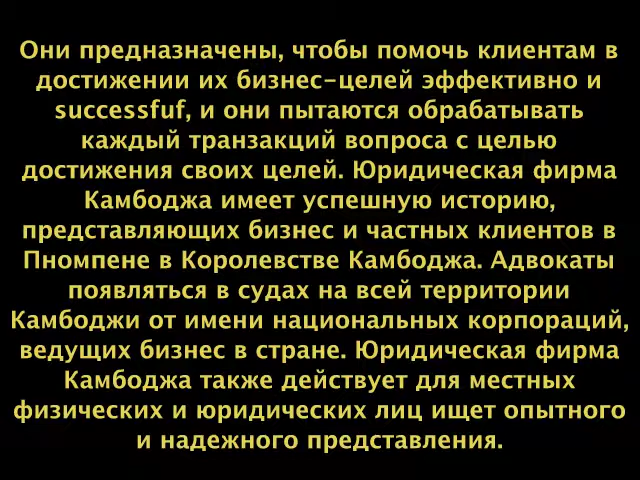 Они предназначены, чтобы помочь клиентам в
достижении их бизнес-целей эффективно и
successfuf, и они пытаются обрабатывать
каждый транзакций вопроса с целью
достижения своих целей. Юридическая фирма
Камбоджа имеет успешную историю,
представляющих бизнес и частных клиентов в
Пномпене в Королевстве Камбоджа. Адвокаты
появляться в судах на всей территории
Камбоджи от имени национальных корпораций,
ведущих бизнес в стране. Юридическая фирма
Камбоджа также действует для местных
физических и юридических лиц ищет опытного
и надежного представления.